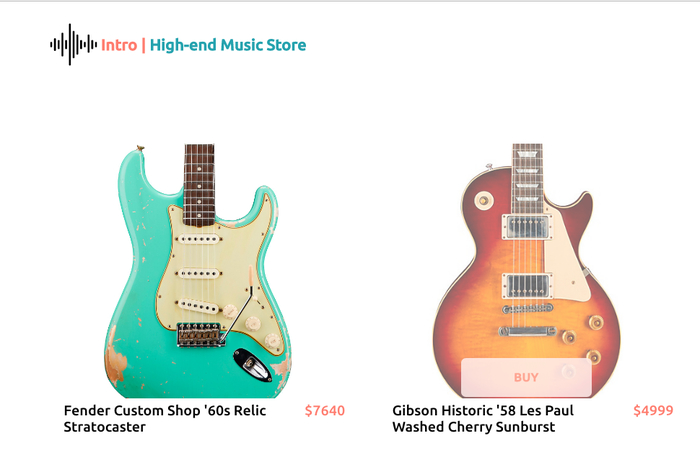 Intro | High-end Music Store
BUY
Fender Custom Shop '60s Relic
Stratocaster
$7640
Gibson Historic '58 Les Paul
Washed Cherry Sunburst
$4999